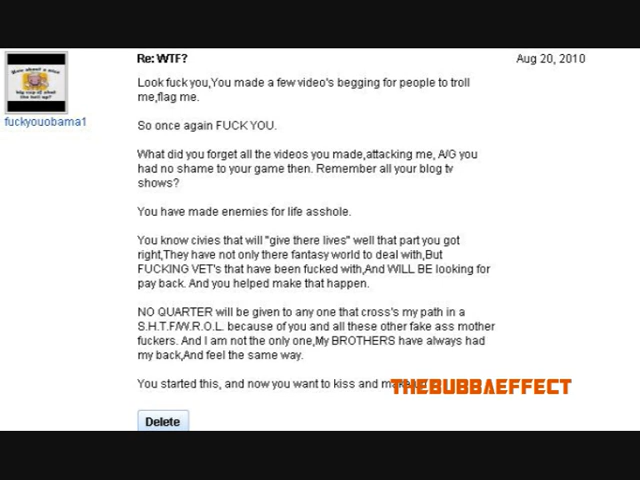 Re: WTF?
Aug 20, 2010
fuckyouobama1
Look fuck you,You made a few video's begging for people to troll
me,flag me.
So once again FUCK YOU.
What did you forget all the videos you made,attacking me, A/G you
had no shame to your game then. Remember all your blog tv
shows?
You have made enemies for life asshole.
You know civies that will "give there lives" well that part you got
right,They have not only there fantasy world to deal with,But
FUCKING VET's that have been fucked with,And WILL BE looking for
pay back. And you helped make that happen.
NO QUARTER will be given to any one that cross's my path in a
S.H.T.F/W.R.O.L. because of you and all these other fake ass mother
fuckers. And I am not the only one,My BROTHERS have always had
my back,And feel the same way.
You started this, and now you want to kiss and
THEBUBBAEFFECT
Delete